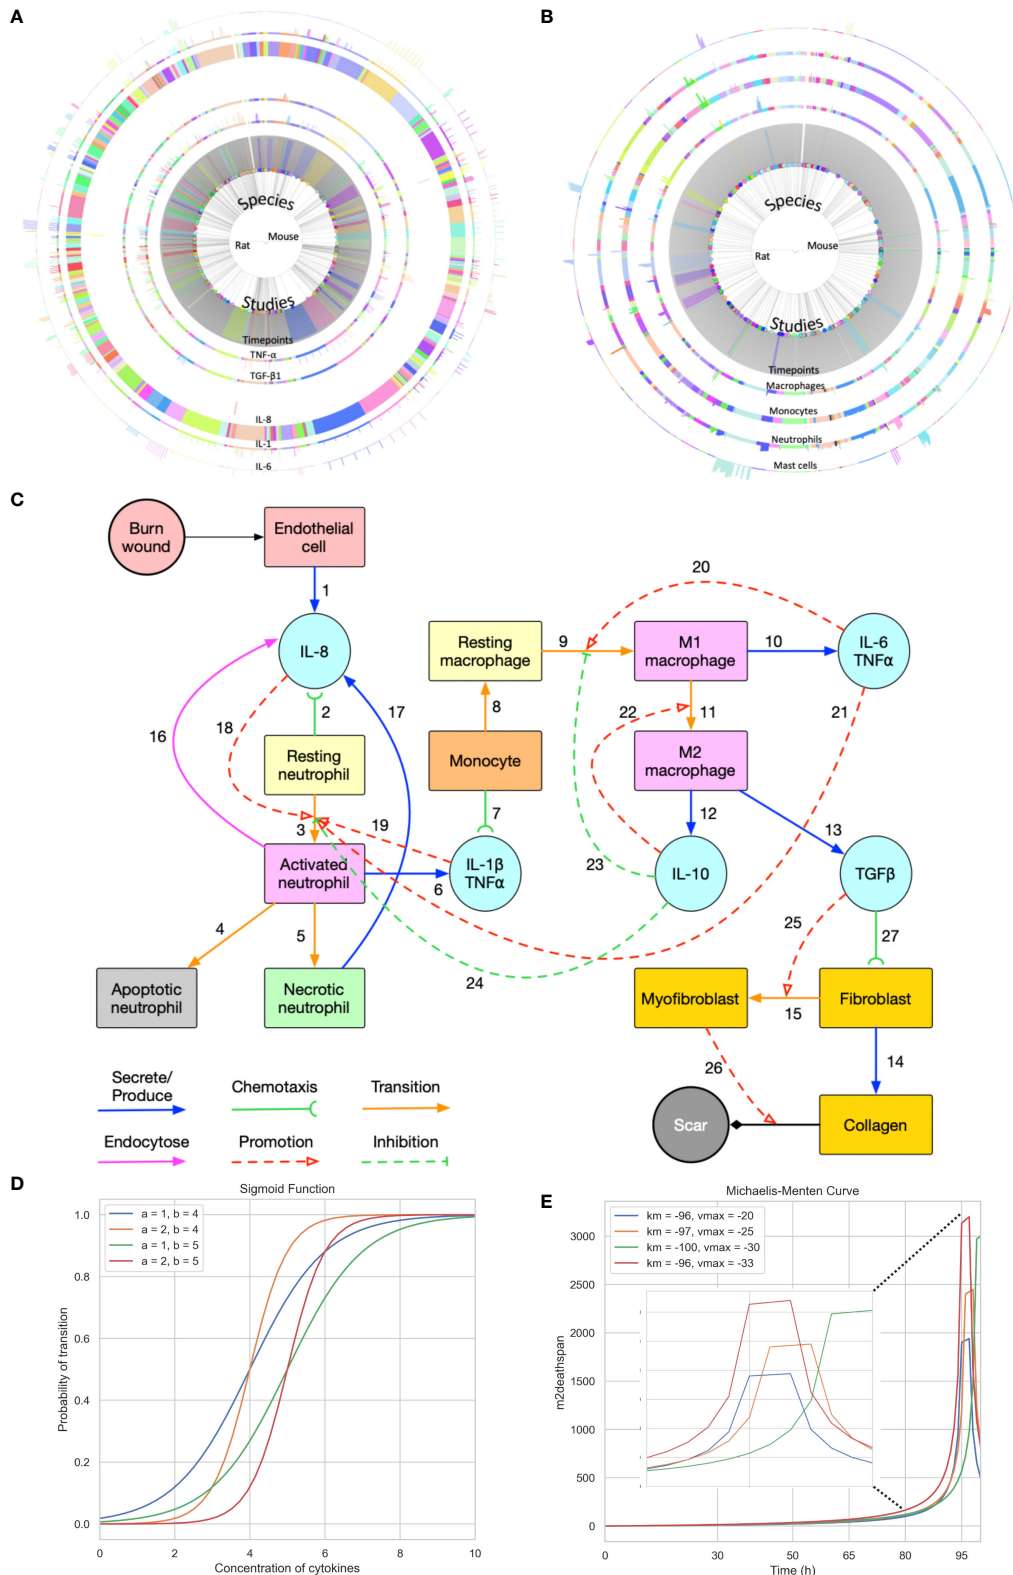 A
Species
Rat
Mouse
Studies
Timepoints
TNF-α
TGF-β1
IL-8
IL-1
IL-6
B
Species
Mouse
Rat
Studies
Timepoints
Macrophages
Monocytes
Neutrophils
Mast cells
C
Burn
wound
Endothelial
cell
1
IL-8
2
16
18
17
Resting
neutrophil
3
19
Activated
neutrophil
6
4
5
Apoptotic
neutrophil
Necrotic
neutrophil
Resting
macrophage
8
Monocyte
7
IL-1β
TNFα
9
20
M1
macrophage
10
IL-6
TNFα
22
11
21
M2
macrophage
12
13
23
IL-10
TGFβ
24
25
27
Myofibroblast
15
Fibroblast
26
14
Scar
Collagen
Secrete/
Produce
Chemotaxis
Transition
Endocytose
Promotion
Inhibition
D
Sigmoid Function
a = 1, b = 4
a = 2, b = 4
a = 1, b = 5
a = 2, b = 5
Probability of transition
1.0
0.8
0.6
0.4
0.2
0.0
0 2 4 6 8 10
Concentration of cytokines
E
Michaelis-Menten Curve
km = -96, vmax = -20
km = -97, vmax = -25
km = -100, vmax = -30
km = -96, vmax = -33
m2deathspan
3000
2500
2000
1500
1000
500
0
0 30 50 65 80 95
Time (h)